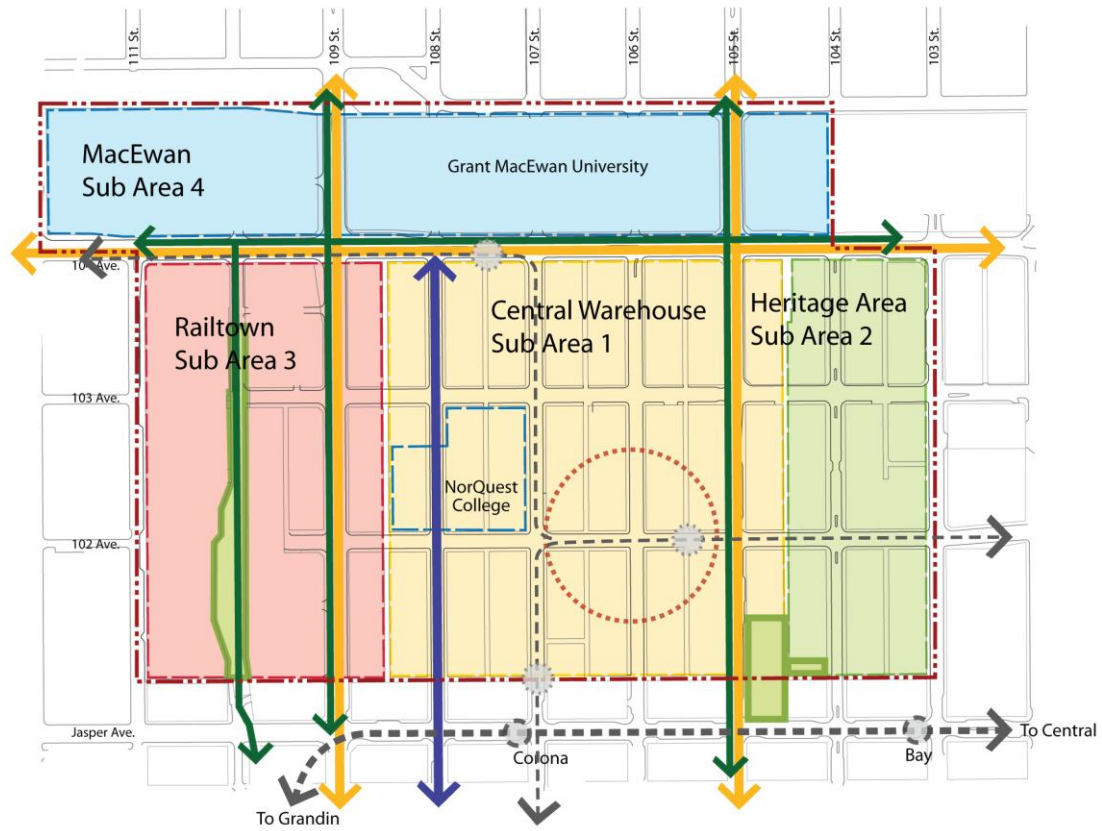 111 St.
109 St.
108 St.
107 St.
106 St.
105 St.
104 St.
103 St.
MacEwan
Sub Area 4
Grant MacEwan University
Ave.
Railtown
Sub Area 3
Central Warehouse
Sub Area 1
Heritage Area
Sub Area 2
103 Ave.
NorQuest
College
102 Ave.
Jasper Ave.
Corona
Bay
To Central
To Grandin